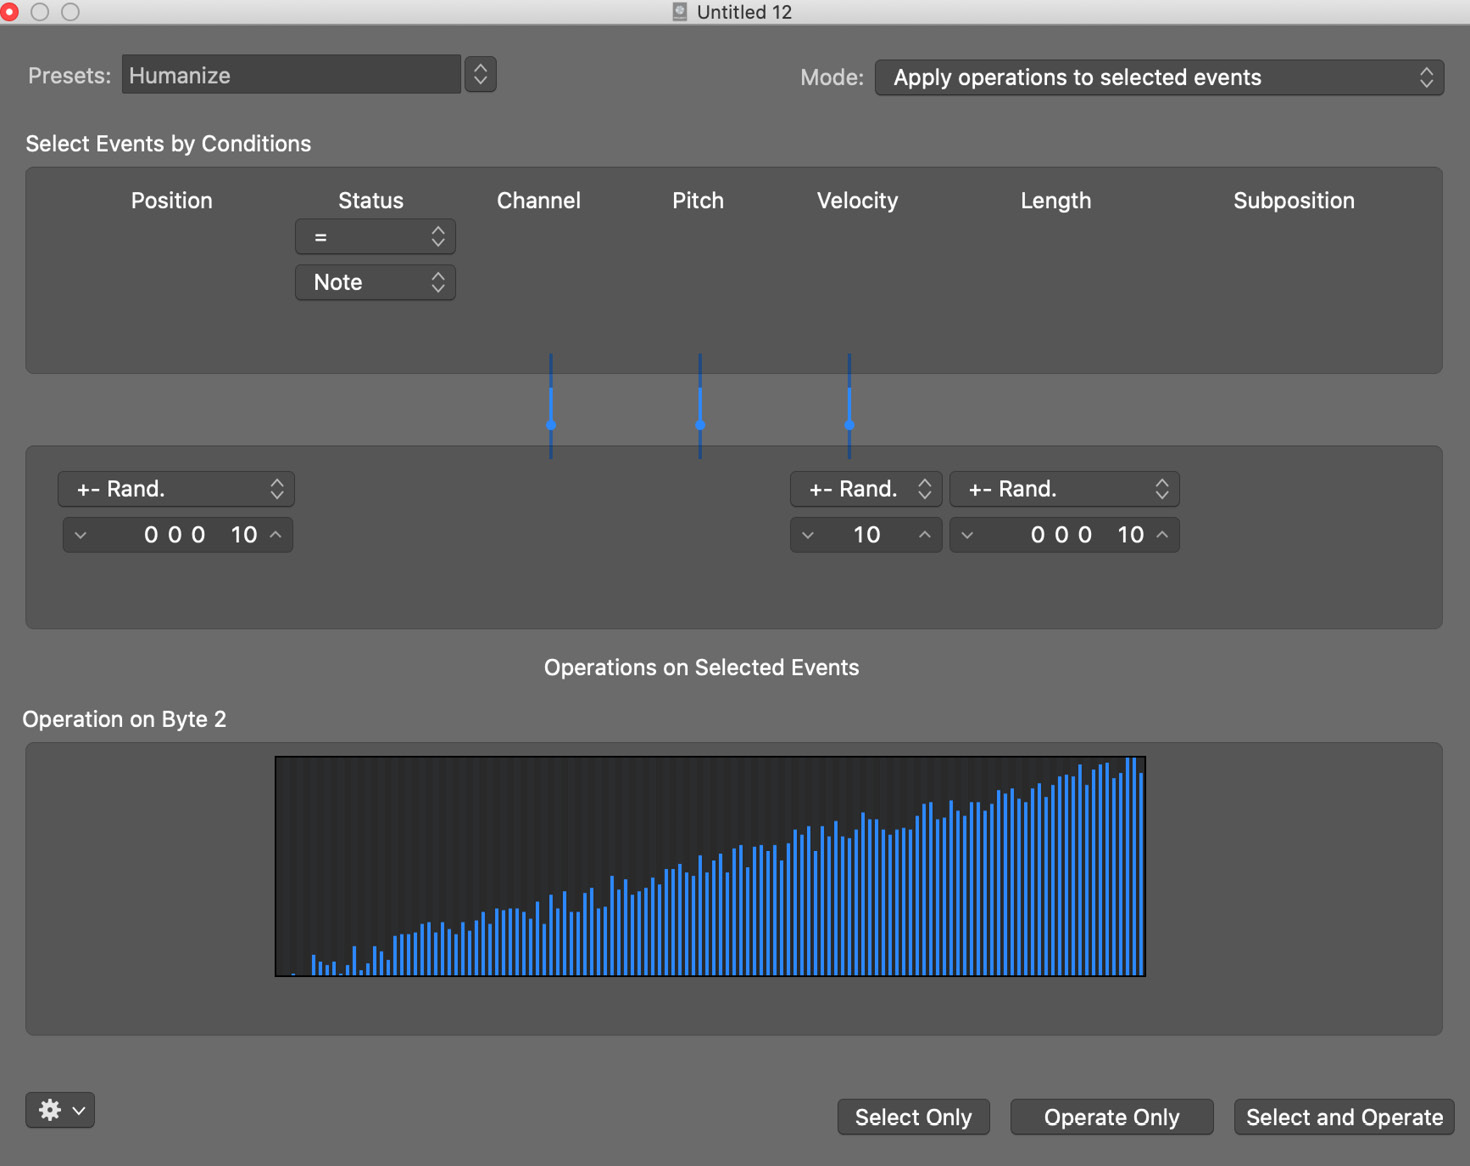 Untitled 12
Presets: Humanize
Mode: Apply operations to selected events
Select Events by Conditions
Position Status Channel Pitch Velocity Length Subposition
=
Note
+- Rand. +- Rand. +- Rand.
0 0 0 10 10 0 0 0 10
Operations on Selected Events
Operation on Byte 2
Select Only Operate Only Select and Operate